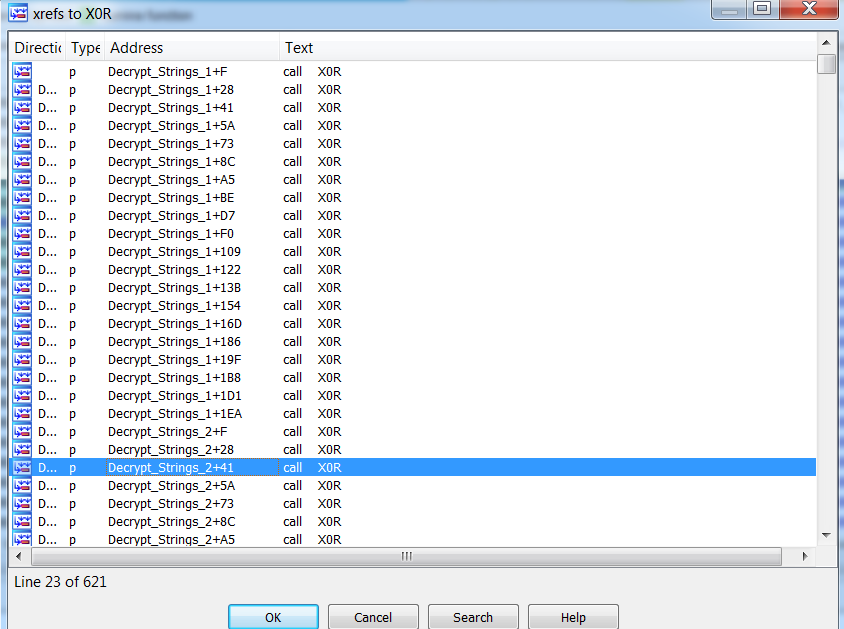 xrefs to X0R
Directic Type Address Text
p Decrypt_Strings_1+F call X0R
D... p Decrypt_Strings_1+28 call X0R
D... p Decrypt_Strings_1+41 call X0R
D... p Decrypt_Strings_1+5A call X0R
D... p Decrypt_Strings_1+73 call X0R
D... p Decrypt_Strings_1+8C call X0R
D... p Decrypt_Strings_1+A5 call X0R
D... p Decrypt_Strings_1+BE call X0R
D... p Decrypt_Strings_1+D7 call X0R
D... p Decrypt_Strings_1+F0 call X0R
D... p Decrypt_Strings_1+109 call X0R
D... p Decrypt_Strings_1+122 call X0R
D... p Decrypt_Strings_1+13B call X0R
D... p Decrypt_Strings_1+154 call X0R
D... p Decrypt_Strings_1+16D call X0R
D... p Decrypt_Strings_1+186 call X0R
D... p Decrypt_Strings_1+19F call X0R
D... p Decrypt_Strings_1+1B8 call X0R
D... p Decrypt_Strings_1+1D1 call X0R
D... p Decrypt_Strings_1+1EA call X0R
D... p Decrypt_Strings_2+F call X0R
D... p Decrypt_Strings_2+28 call X0R
D... p Decrypt_Strings_2+41 call X0R
D... p Decrypt_Strings_2+5A call X0R
D... p Decrypt_Strings_2+73 call X0R
D... p Decrypt_Strings_2+8C call X0R
D... p Decrypt_Strings_2+A5 call X0R
Line 23 of 621
OK Cancel Search Help